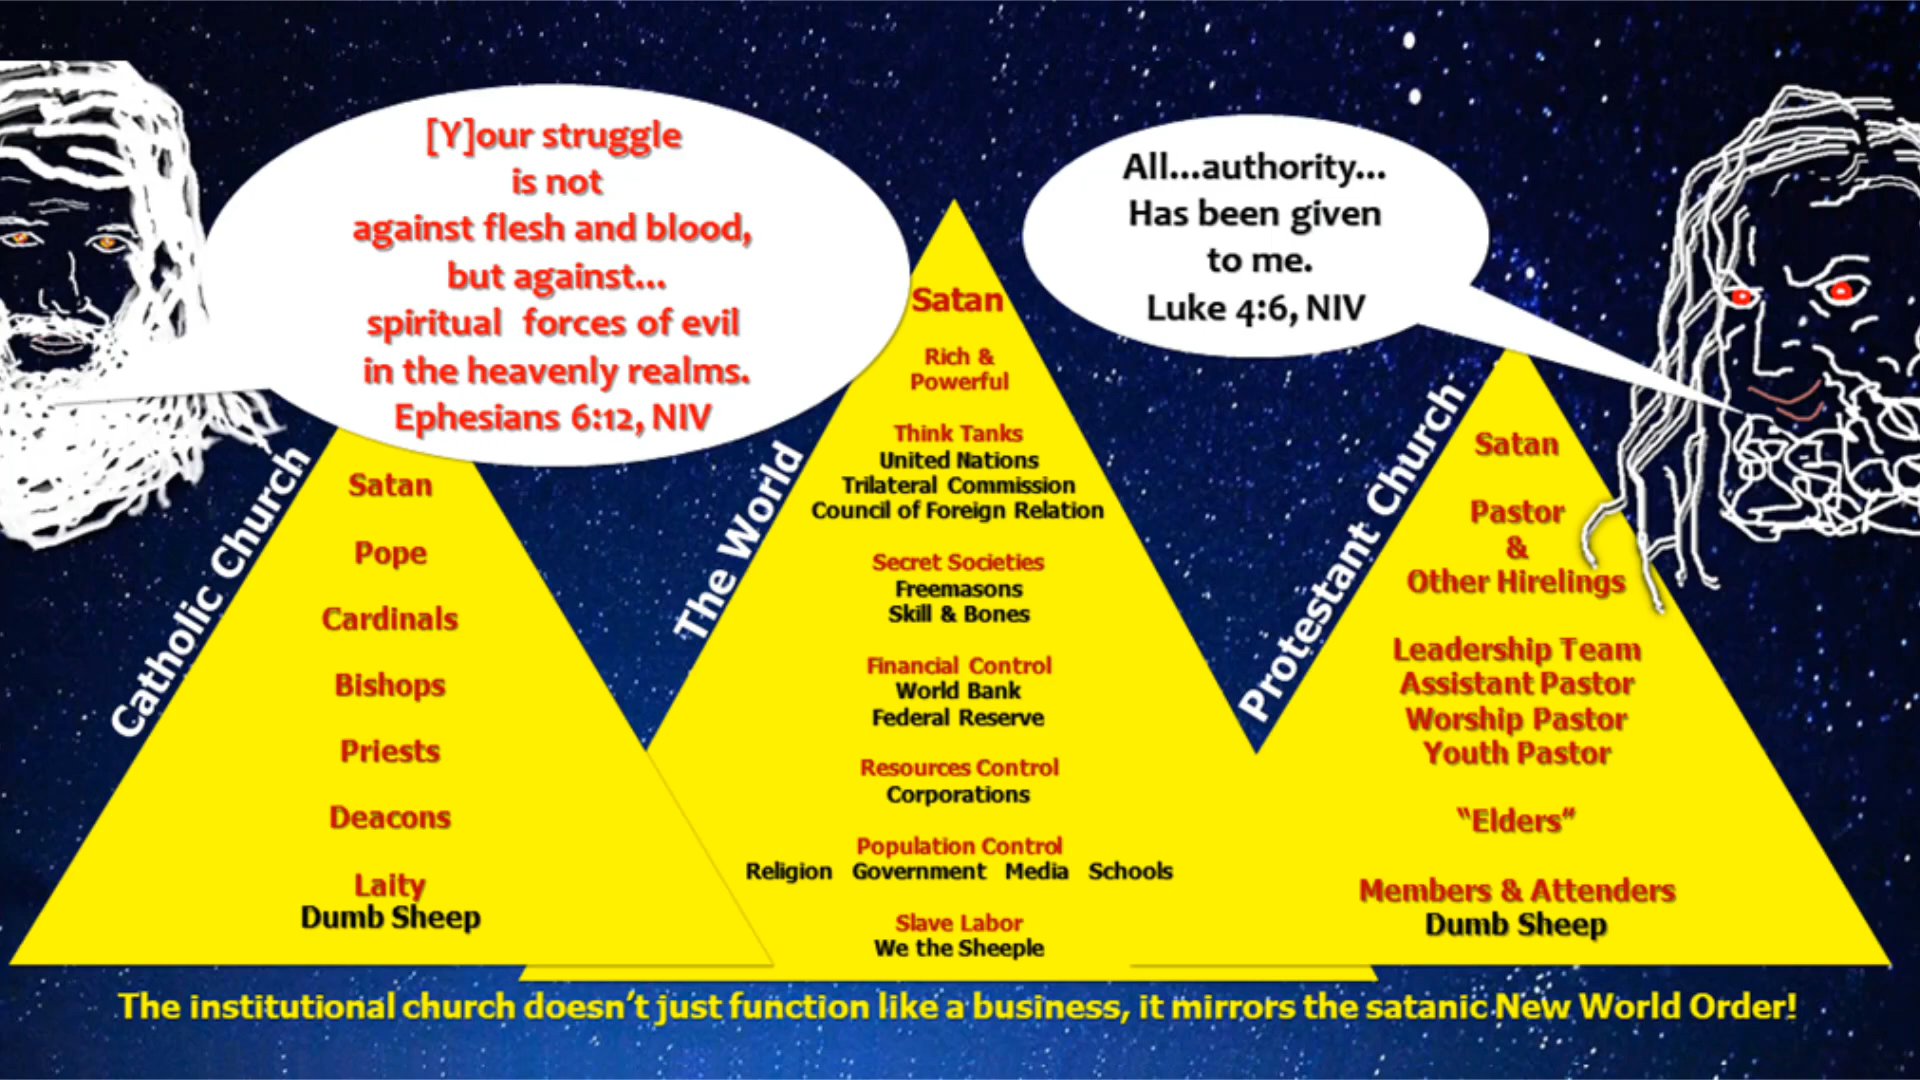 [Y]our struggle
is not
against flesh and blood,
but against...
spiritual forces of evil
in the heavenly realms.
Ephesians 6:12, NIV
All...authority...
Has been given
to me.
Luke 4:6, NIV
Catholic Church
Satan
Pope
Cardinals
Bishops
Priests
Deacons
Laity
Dumb Sheep
The World
Satan
Rich &
Powerful
Think Tanks
United Nations
Trilateral Commission
Council of Foreign Relation
Secret Societies
Freemasons
Skill & Bones
Financial Control
World Bank
Federal Reserve
Resources Control
Corporations
Population Control
Religion Government Media Schools
Slave Labor
We the Sheeple
Protestant Church
Satan
Pastor
&
Other Hirelings
Leadership Team
Assistant Pastor
Worship Pastor
Youth Pastor
“Elders”
Members & Attenders
Dumb Sheep
The institutional church doesn’t just function like a business, it mirrors the satanic New World Order!